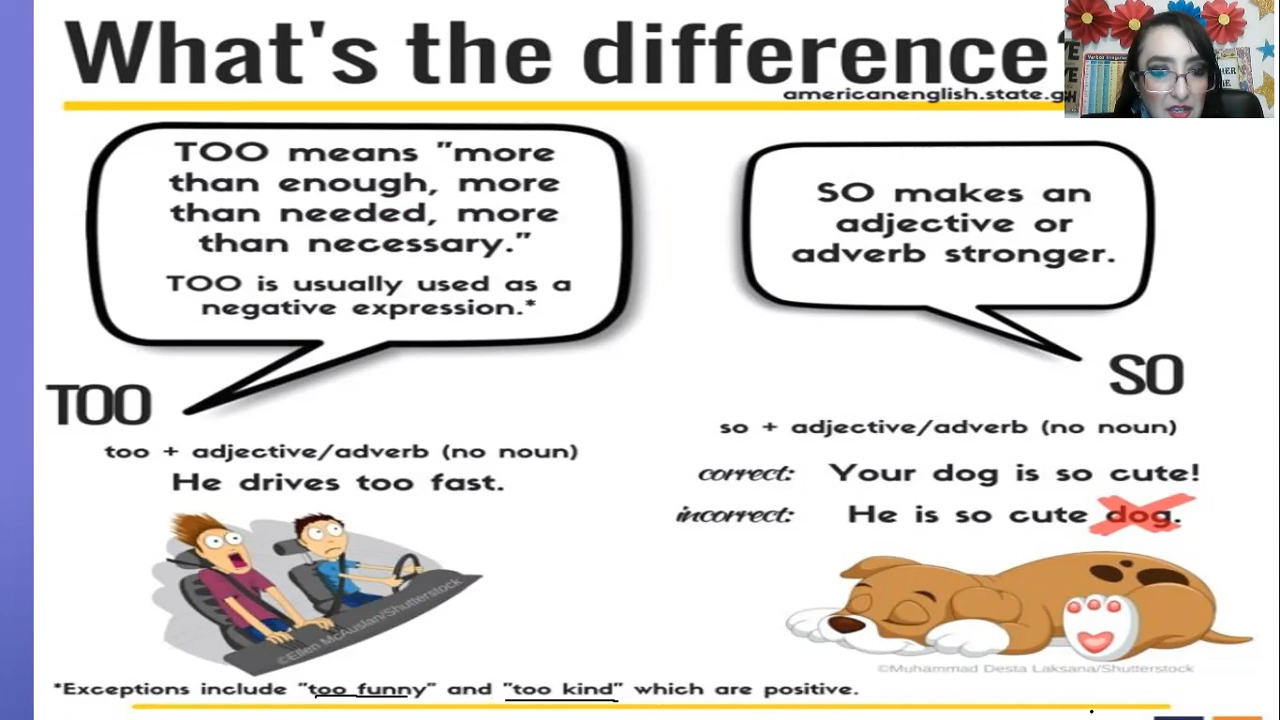 What's the difference?
americanenglish.state.g
TOO means "more
than enough, more
than needed, more
than necessary."
TOO is usually used as a
negative expression.*
TOO
too + adjective/adverb (no noun)
He drives too fast.
©Ellen McAuslan/Shutterstock
SO makes an
adjective or
adverb stronger.
SO
so + adjective/adverb (no noun)
correct: Your dog is so cute!
incorrect: He is so cute dog.
©Muhammad Desta Laksana/Shutterstock
*Exceptions include "too funny" and "too kind" which are positive.